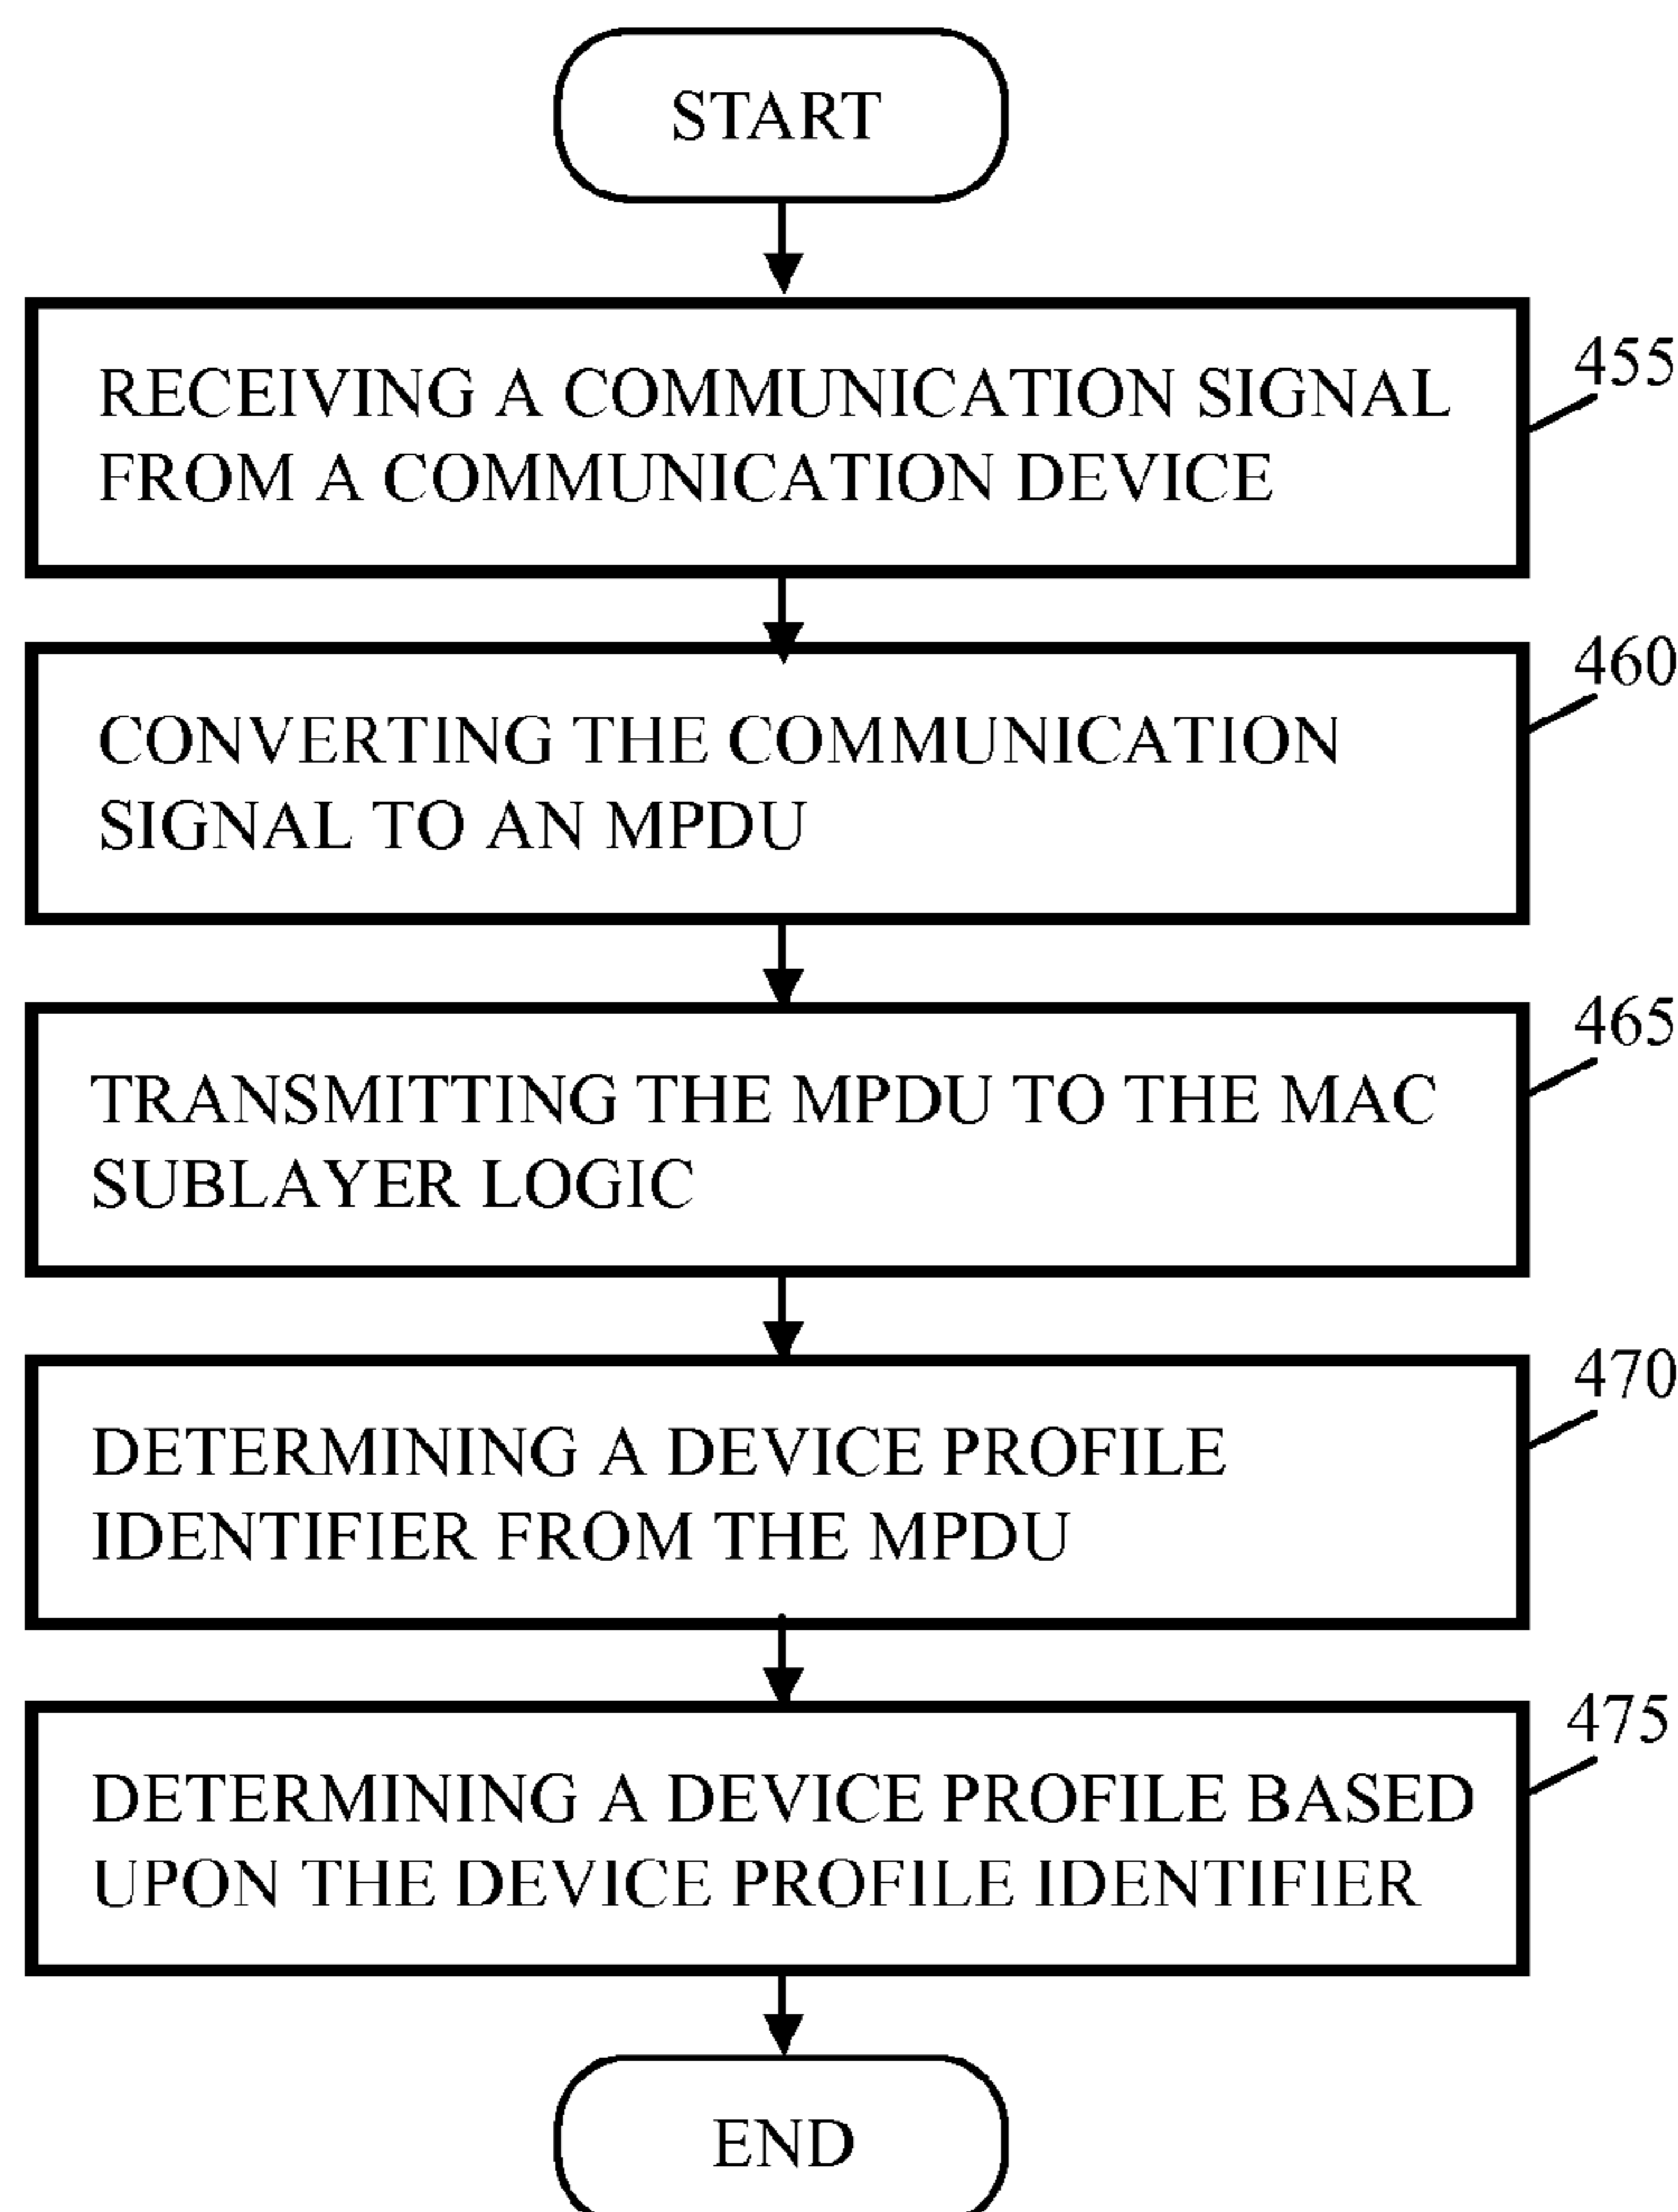 START
455
RECEIVING A COMMUNICATION SIGNAL
FROM A COMMUNICATION DEVICE
460
CONVERTING THE COMMUNICATION
SIGNAL TO AN MPDU
465
TRANSMITTING THE MPDU TO THE MAC
SUBLAYER LOGIC
470
DETERMINING A DEVICE PROFILE
IDENTIFIER FROM THE MPDU
475
DETERMINING A DEVICE PROFILE BASED
UPON THE DEVICE PROFILE IDENTIFIER
END